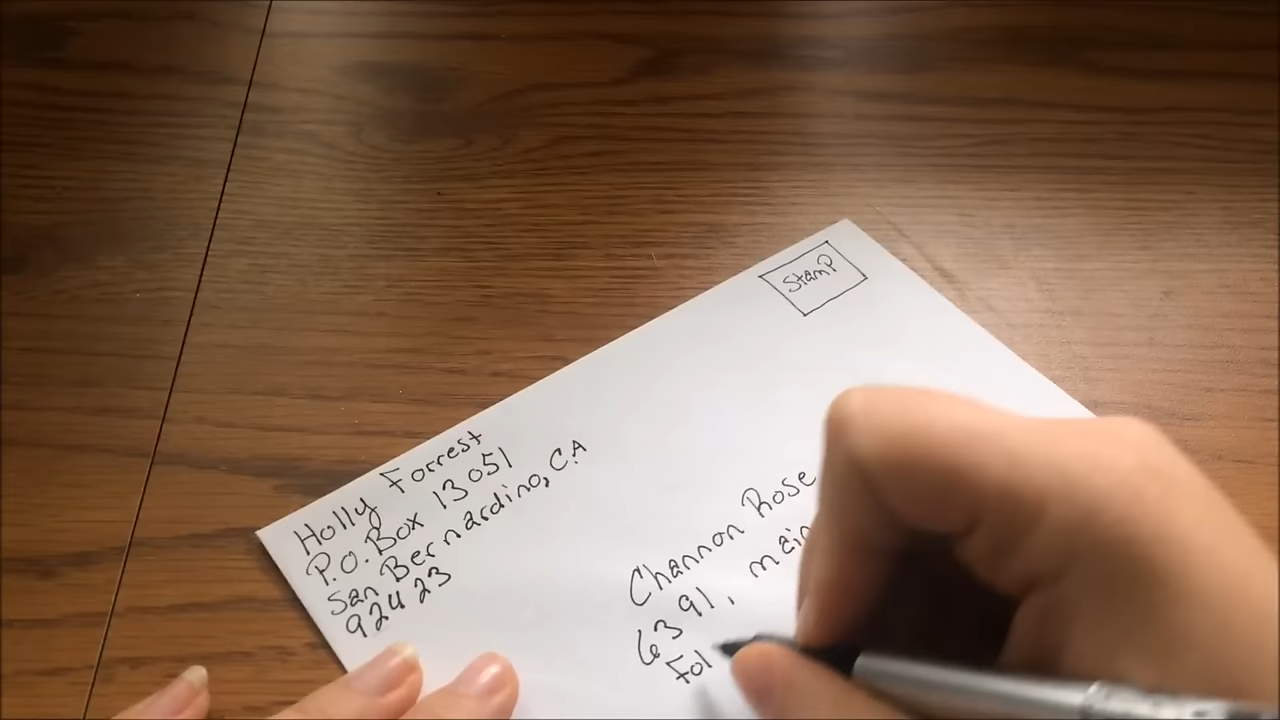 Holly Forrest
P.O. Box 13051
San Bernardino, CA
92423
Stamp
Channon Rose
6391, main
Fol